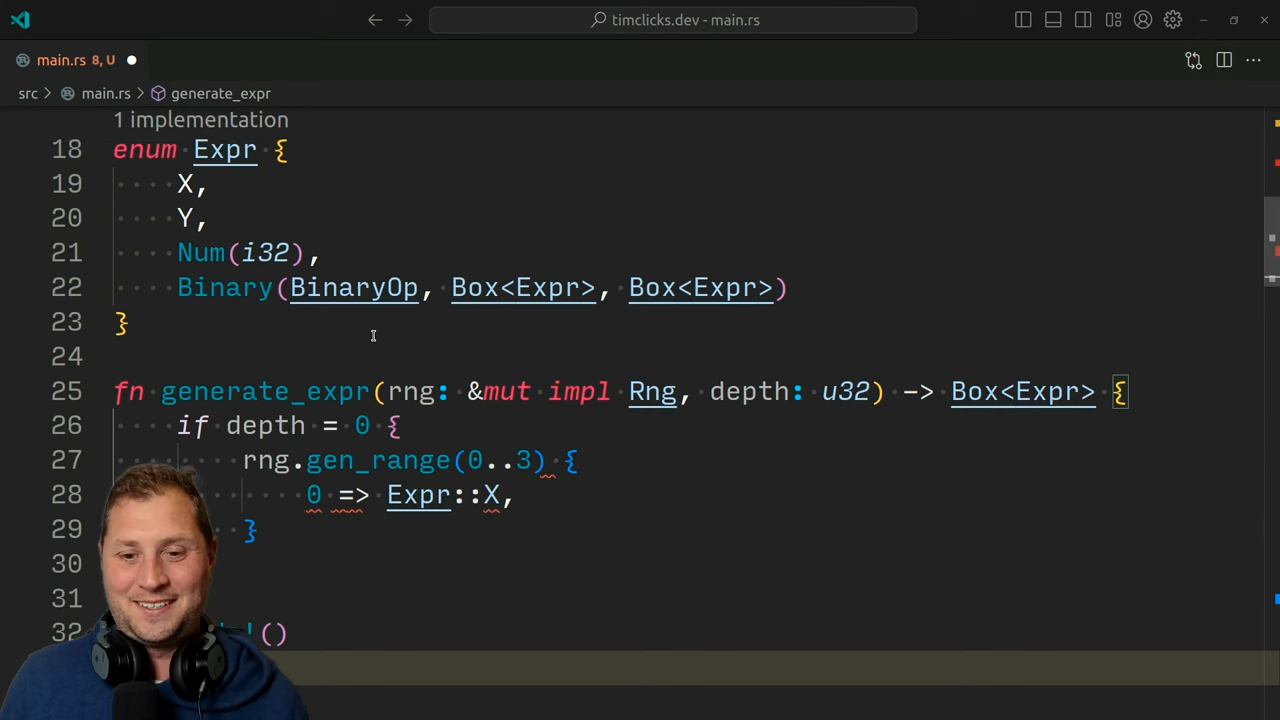 timclicks.dev - main.rs
main.rs 8, U
src > main.rs > generate_expr
1 implementation
18 enum Expr {
19 X,
20 Y,
21 Num(i32),
22 Binary(BinaryOp, Box<Expr>, Box<Expr>)
23 }
24
25 fn generate_expr(rng: &mut impl Rng, depth: u32) -> Box<Expr> {
26 if depth = 0 {
27 rng.gen_range(0..3) {
28 0 => Expr::X,
29 }
30
31
32 !()